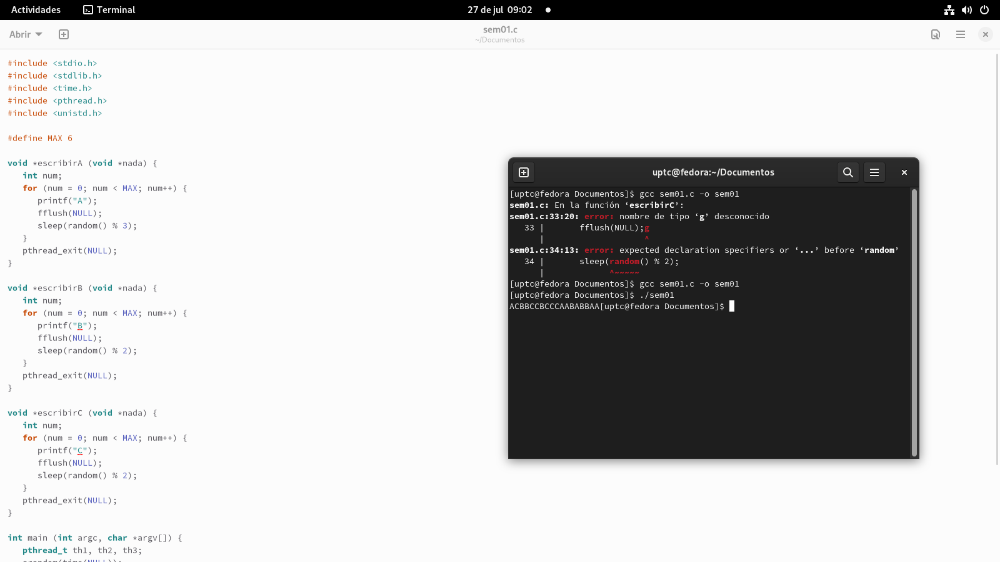 Actividades Terminal 27 de jul 09:02
Abrir sem01.c
~/Documentos
#include <stdio.h>
#include <stdlib.h>
#include <time.h>
#include <pthread.h>
#include <unistd.h>
#define MAX 6
void *escribirA (void *nada) {
int num;
for (num = 0; num < MAX; num++) {
printf("A");
fflush(NULL);
sleep(random() % 3);
}
pthread_exit(NULL);
}
void *escribirB (void *nada) {
int num;
for (num = 0; num < MAX; num++) {
printf("B");
fflush(NULL);
sleep(random() % 2);
}
pthread_exit(NULL);
}
void *escribirC (void *nada) {
int num;
for (num = 0; num < MAX; num++) {
printf("C");
fflush(NULL);
sleep(random() % 2);
}
pthread_exit(NULL);
}
int main (int argc, char *argv[]) {
pthread_t th1, th2, th3;
srandom(time(NULL));
uptc@fedora:~/Documentos
[uptc@fedora Documentos]$ gcc sem01.c -o sem01
sem01.c: En la función ‘escribirC’:
sem01.c:33:20: error: nombre de tipo ‘g’ desconocido
33 | fflush(NULL);g
| ^
sem01.c:34:13: error: expected declaration specifiers or ‘...’ before ‘random’
34 | sleep(random() % 2);
| ^~~~~~
[uptc@fedora Documentos]$ gcc sem01.c -o sem01
[uptc@fedora Documentos]$ ./sem01
ACBBCCBCCCAABABBAA[uptc@fedora Documentos]$